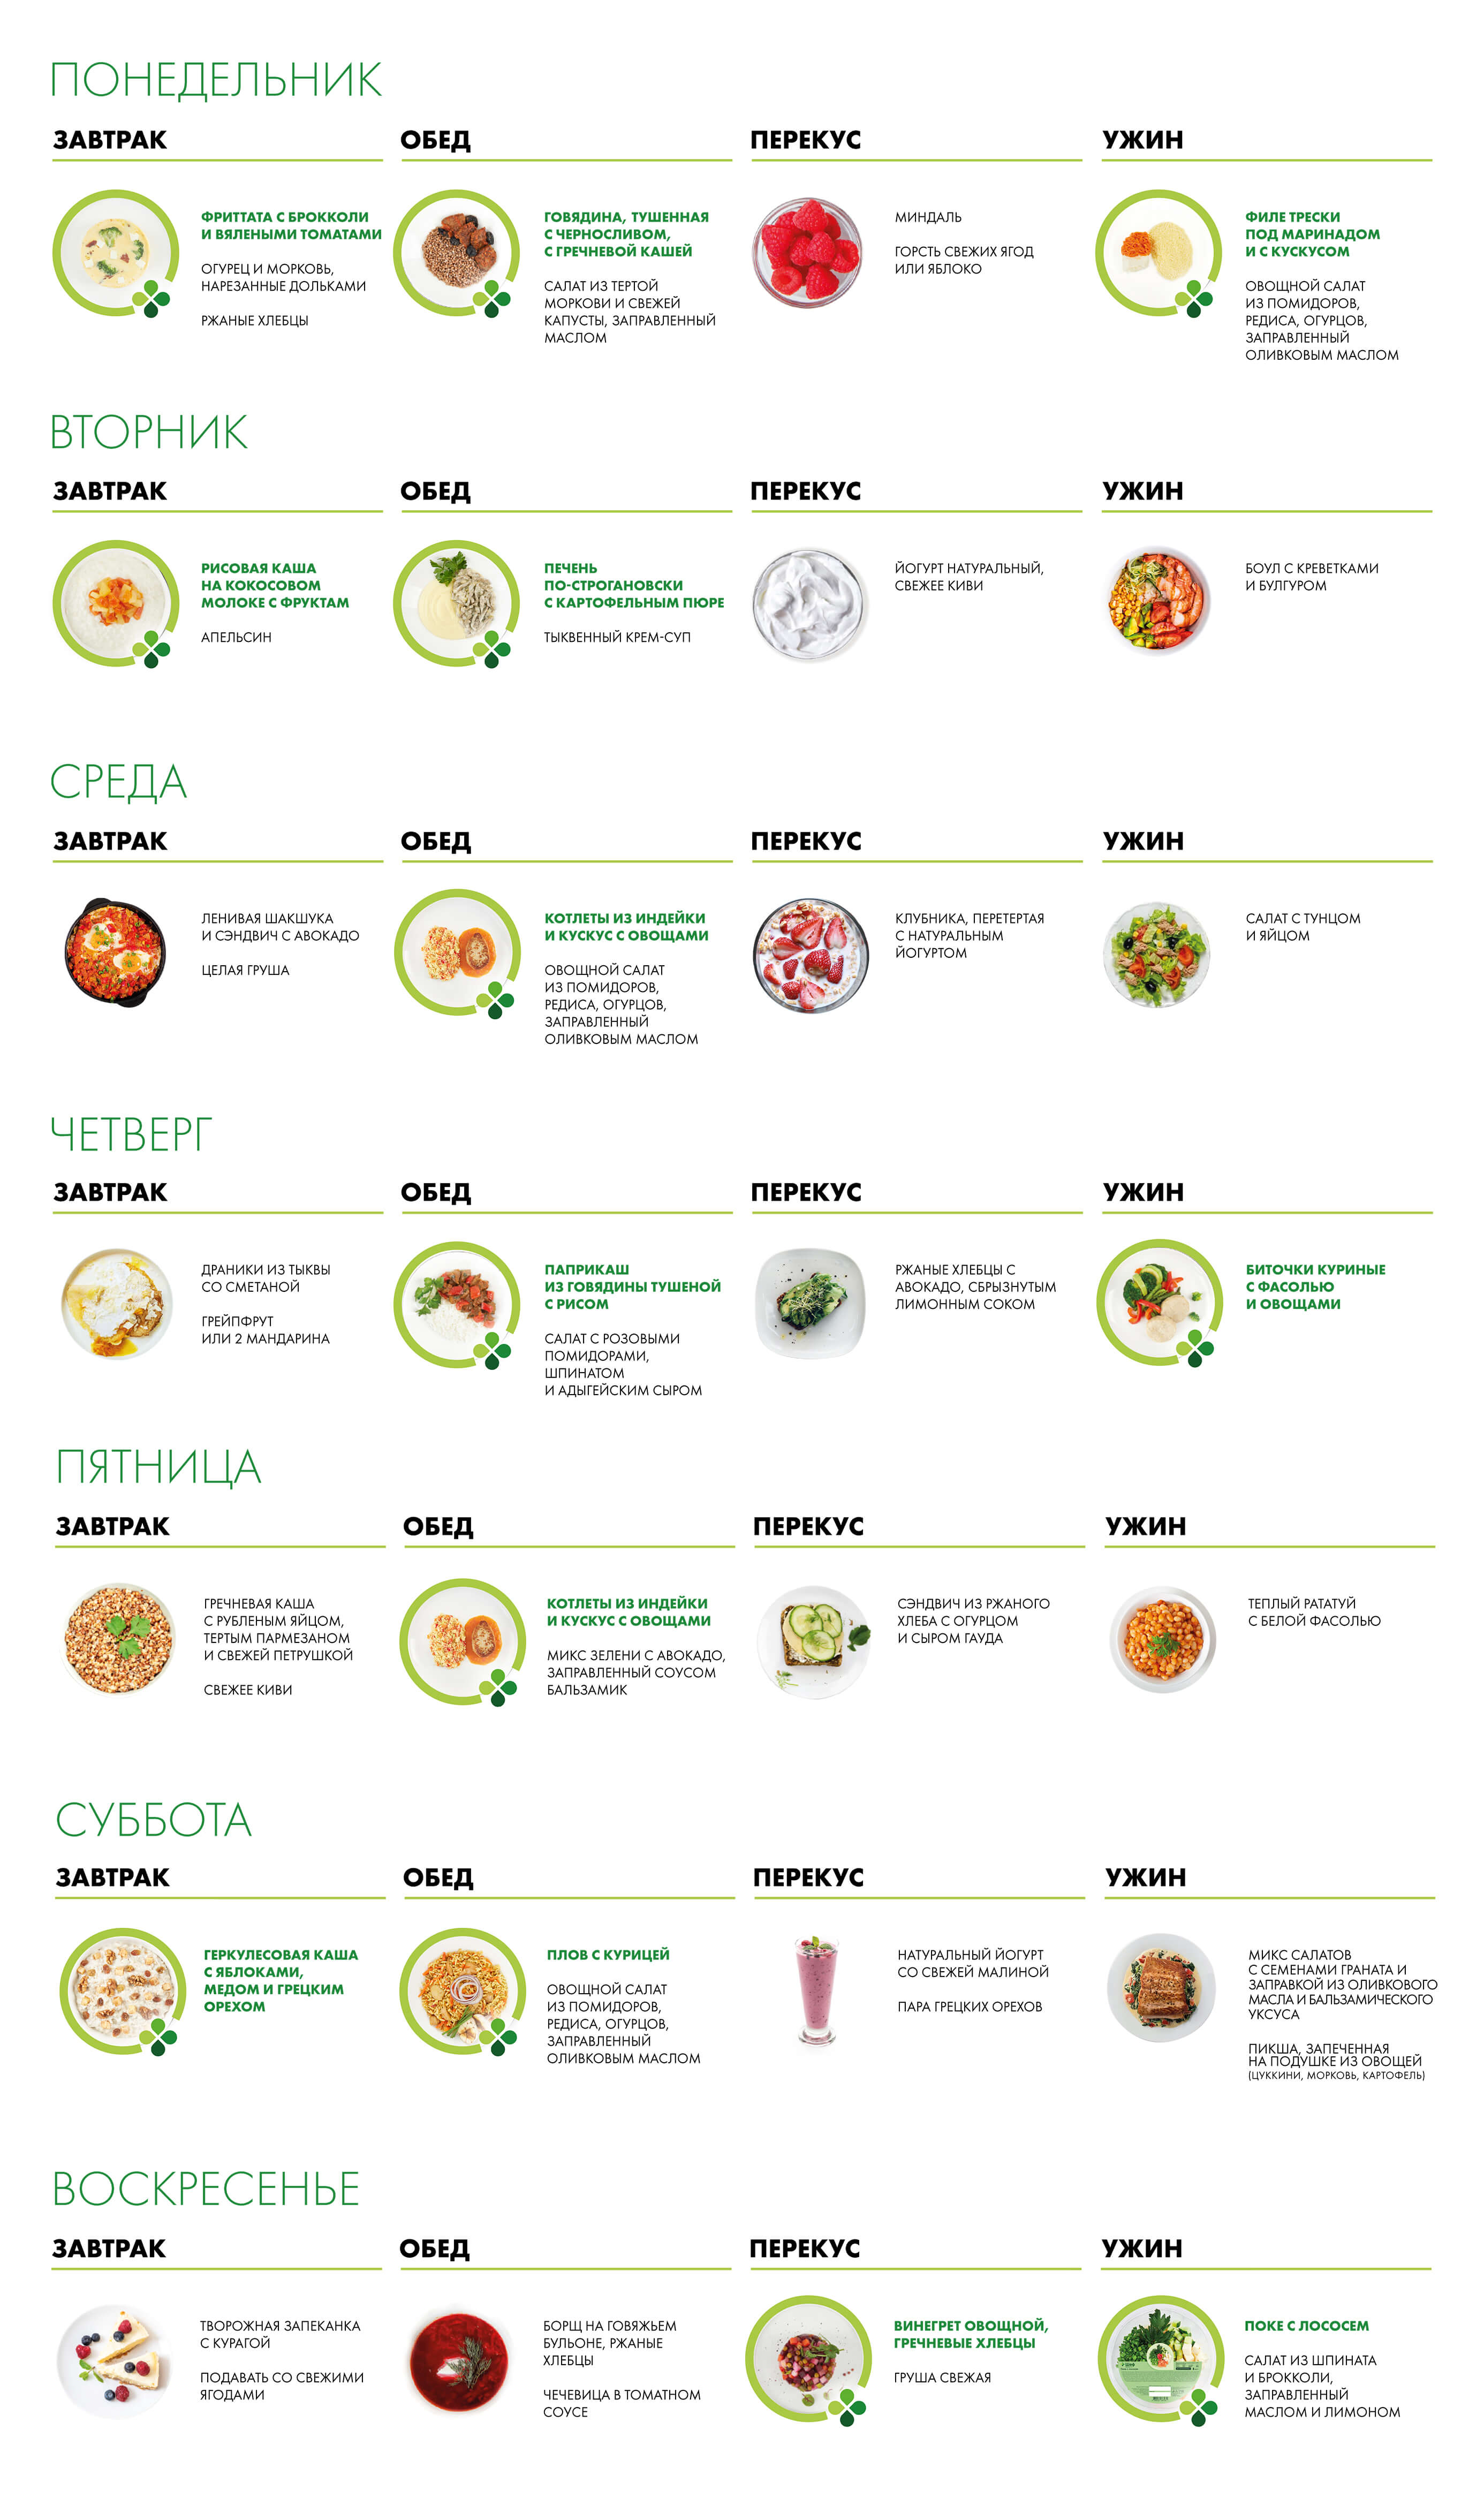 ПОНЕДЕЛЬНИК
ЗАВТРАК
ФРИТТАТА С БРОККОЛИ
И ВЯЛЕНЫМИ ТОМАТАМИ
ОГУРЕЦ И МОРКОВЬ,
НАРЕЗАННЫЕ ДОЛЬКАМИ
РЖАНЫЕ ХЛЕБЦЫ
ОБЕД
ГОВЯДИНА, ТУШЕННАЯ
С ЧЕРНОСЛИВОМ,
С ГРЕЧНЕВОЙ КАШЕЙ
САЛАТ ИЗ ТЕРТОЙ
МОРКОВИ И СВЕЖЕЙ
КАПУСТЫ, ЗАПРАВЛЕННЫЙ
МАСЛОМ
ПЕРЕКУС
МИНДАЛЬ
ГОРСТЬ СВЕЖИХ ЯГОД
ИЛИ ЯБЛОКО
УЖИН
ФИЛЕ ТРЕСКИ
ПОД МАРИНАДОМ
И С КУСКУСОМ
ОВОЩНОЙ САЛАТ
ИЗ ПОМИДОРОВ,
РЕДИСА, ОГУРЦОВ,
ЗАПРАВЛЕННЫЙ
ОЛИВКОВЫМ МАСЛОМ
ВТОРНИК
ЗАВТРАК
РИСОВАЯ КАША
НА КОКОСОВОМ
МОЛОКЕ С ФРУКТАМ
АПЕЛЬСИН
ОБЕД
ПЕЧЕНЬ
ПО-СТРОГАНОВСКИ
С КАРТОФЕЛЬНЫМ ПЮРЕ
ТЫКВЕННЫЙ КРЕМ-СУП
ПЕРЕКУС
ЙОГУРТ НАТУРАЛЬНЫЙ,
СВЕЖЕЕ КИВИ
УЖИН
БОУЛ С КРЕВЕТКАМИ
И БУЛГУРОМ
СРЕДА
ЗАВТРАК
ЛЕНИВАЯ ШАКШУКА
И СЭНДВИЧ С АВОКАДО
ЦЕЛАЯ ГРУША
ОБЕД
КОТЛЕТЫ ИЗ ИНДЕЙКИ
И КУСКУС С ОВОЩАМИ
ОВОЩНОЙ САЛАТ
ИЗ ПОМИДОРОВ,
РЕДИСА, ОГУРЦОВ,
ЗАПРАВЛЕННЫЙ
ОЛИВКОВЫМ МАСЛОМ
ПЕРЕКУС
КЛУБНИКА, ПЕРЕТЕРТАЯ
С НАТУРАЛЬНЫМ
ЙОГУРТОМ
УЖИН
САЛАТ С ТУНЦОМ
И ЯЙЦОМ
ЧЕТВЕРГ
ЗАВТРАК
ДРАНИКИ ИЗ ТЫКВЫ
СО СМЕТАНОЙ
ГРЕЙПФРУТ
ИЛИ 2 МАНДАРИНА
ОБЕД
ПАПРИКАШ
ИЗ ГОВЯДИНЫ ТУШЕНОЙ
С РИСОМ
САЛАТ С РОЗОВЫМИ
ПОМИДОРАМИ,
ШПИНАТОМ
И АДЫГЕЙСКИМ СЫРОМ
ПЕРЕКУС
РЖАНЫЕ ХЛЕБЦЫ С
АВОКАДО, СБРЫЗНУТЫМ
ЛИМОННЫМ СОКОМ
УЖИН
БИТОЧКИ КУРИНЫЕ
С ФАСОЛЬЮ
И ОВОЩАМИ
ПЯТНИЦА
ЗАВТРАК
ГРЕЧНЕВАЯ КАША
С РУБЛЕНЫМ ЯЙЦОМ,
ТЕРТЫМ ПАРМЕЗАНОМ
И СВЕЖЕЙ ПЕТРУШКОЙ
СВЕЖЕЕ КИВИ
ОБЕД
КОТЛЕТЫ ИЗ ИНДЕЙКИ
И КУСКУС С ОВОЩАМИ
МИКС ЗЕЛЕНИ С АВОКАДО,
ЗАПРАВЛЕННЫЙ СОУСОМ
БАЛЬЗАМИК
ПЕРЕКУС
СЭНДВИЧ ИЗ РЖАНОГО
ХЛЕБА С ОГУРЦОМ
И СЫРОМ ГАУДА
УЖИН
ТЕПЛЫЙ РАТАТУЙ
С БЕЛОЙ ФАСОЛЬЮ
СУББОТА
ЗАВТРАК
ГЕРКУЛЕСОВАЯ КАША
С ЯБЛОКАМИ,
МЕДОМ И ГРЕЦКИМ
ОРЕХОМ
ОБЕД
ПЛОВ С КУРИЦЕЙ
ОВОЩНОЙ САЛАТ
ИЗ ПОМИДОРОВ,
РЕДИСА, ОГУРЦОВ,
ЗАПРАВЛЕННЫЙ
ОЛИВКОВЫМ МАСЛОМ
ПЕРЕКУС
НАТУРАЛЬНЫЙ ЙОГУРТ
СО СВЕЖЕЙ МАЛИНОЙ
ПАРА ГРЕЦКИХ ОРЕХОВ
УЖИН
МИКС САЛАТОВ
С СЕМЕНАМИ ГРАНАТА И
ЗАПРАВКОЙ ИЗ ОЛИВКОВОГО
МАСЛА И БАЛЬЗАМИЧЕСКОГО
УКСУСА
ПИКША, ЗАПЕЧЕННАЯ
НА ПОДУШКЕ ИЗ ОВОЩЕЙ
(ЦУККИНИ, МОРКОВЬ, КАРТОФЕЛЬ)
ВОСКРЕСЕНЬЕ
ЗАВТРАК
ТВОРОЖНАЯ ЗАПЕКАНКА
С КУРАГОЙ
ПОДАВАТЬ СО СВЕЖИМИ
ЯГОДАМИ
ОБЕД
БОРЩ НА ГОВЯЖЬЕМ
БУЛЬОНЕ, РЖАНЫЕ
ХЛЕБЦЫ
ЧЕЧЕВИЦА В ТОМАТНОМ
СОУСЕ
ПЕРЕКУС
ВИНЕГРЕТ ОВОЩНОЙ,
ГРЕЧНЕВЫЕ ХЛЕБЦЫ
ГРУША СВЕЖАЯ
УЖИН
ПОКЕ С ЛОСОСЕМ
САЛАТ ИЗ ШПИНАТА
И БРОККОЛИ,
ЗАПРАВЛЕННЫЙ
МАСЛОМ И ЛИМОНОМ